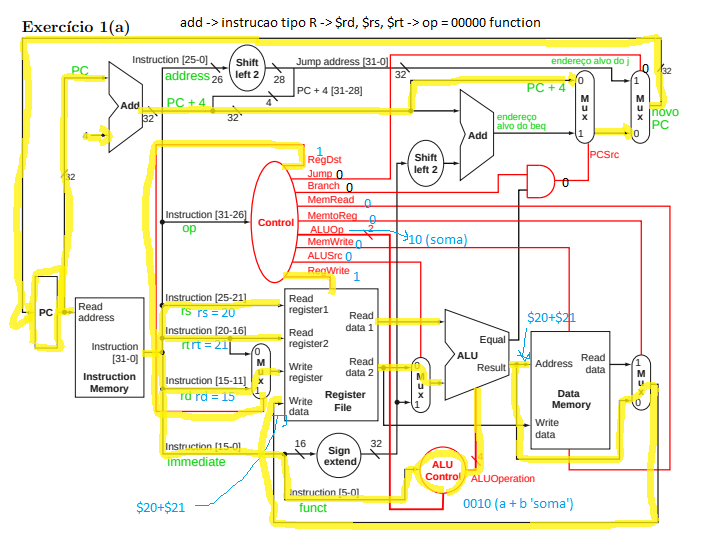 add -> instrucao tipo R -> $rd, $rs, $rt -> op = 00000 function
Exercício 1(a)
Instruction [25-0]
address
26
Shift
left 2
28
Jump address [31-0]
32
endereço alvo do j
0
32
PC
Add
PC + 4
32
32
4
PC + 4 [31-28]
4
32
PC + 4
0
M
u
x
1
1
M
u
x
0
novo
PC
Add
endereço
alvo do beq
Shift
left 2
PCSrc
0
1
RegDst
Jump 0
Branch 0
MemRead 0
MemtoReg 0
ALUOp
2
10 (soma)
MemWrite 0
ALUSrc 0
RegWrite
1
Control
Instruction [31-26]
op
PC
Read
address
Instruction
[31-0]
Instruction
Memory
Instruction [25-21]
rs rs = 20
Instruction [20-16]
rt rt = 21
Instruction [15-11]
rd rd = 15
0
M
u
x
1
Read
register1
Read
register2
Write
register
Write
data
Read
data 1
Read
data 2
Register
File
0
M
u
x
1
ALU
Equal
Result
$20+$21
Address
Read
data
Data
Memory
Write
data
1
M
u
x
0
Instruction [15-0]
immediate
16
Sign
extend
32
Instruction [5-0]
funct
ALU
Control
4
ALUOperation
0010 (a + b 'soma')
$20+$21